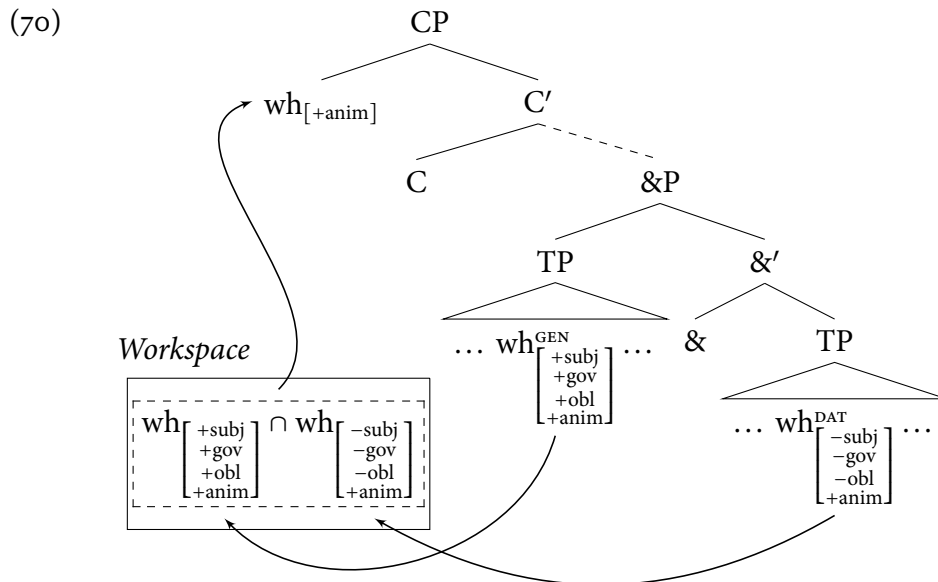 (70)
CP
wh[+anim] C′
C &P
TP &′
Workspace
… wh GEN [+subj +gov +obl +anim] … & TP
wh[+subj +gov +obl +anim] ∩ wh[−subj −gov −obl +anim]
… wh DAT [−subj −gov −obl +anim] …